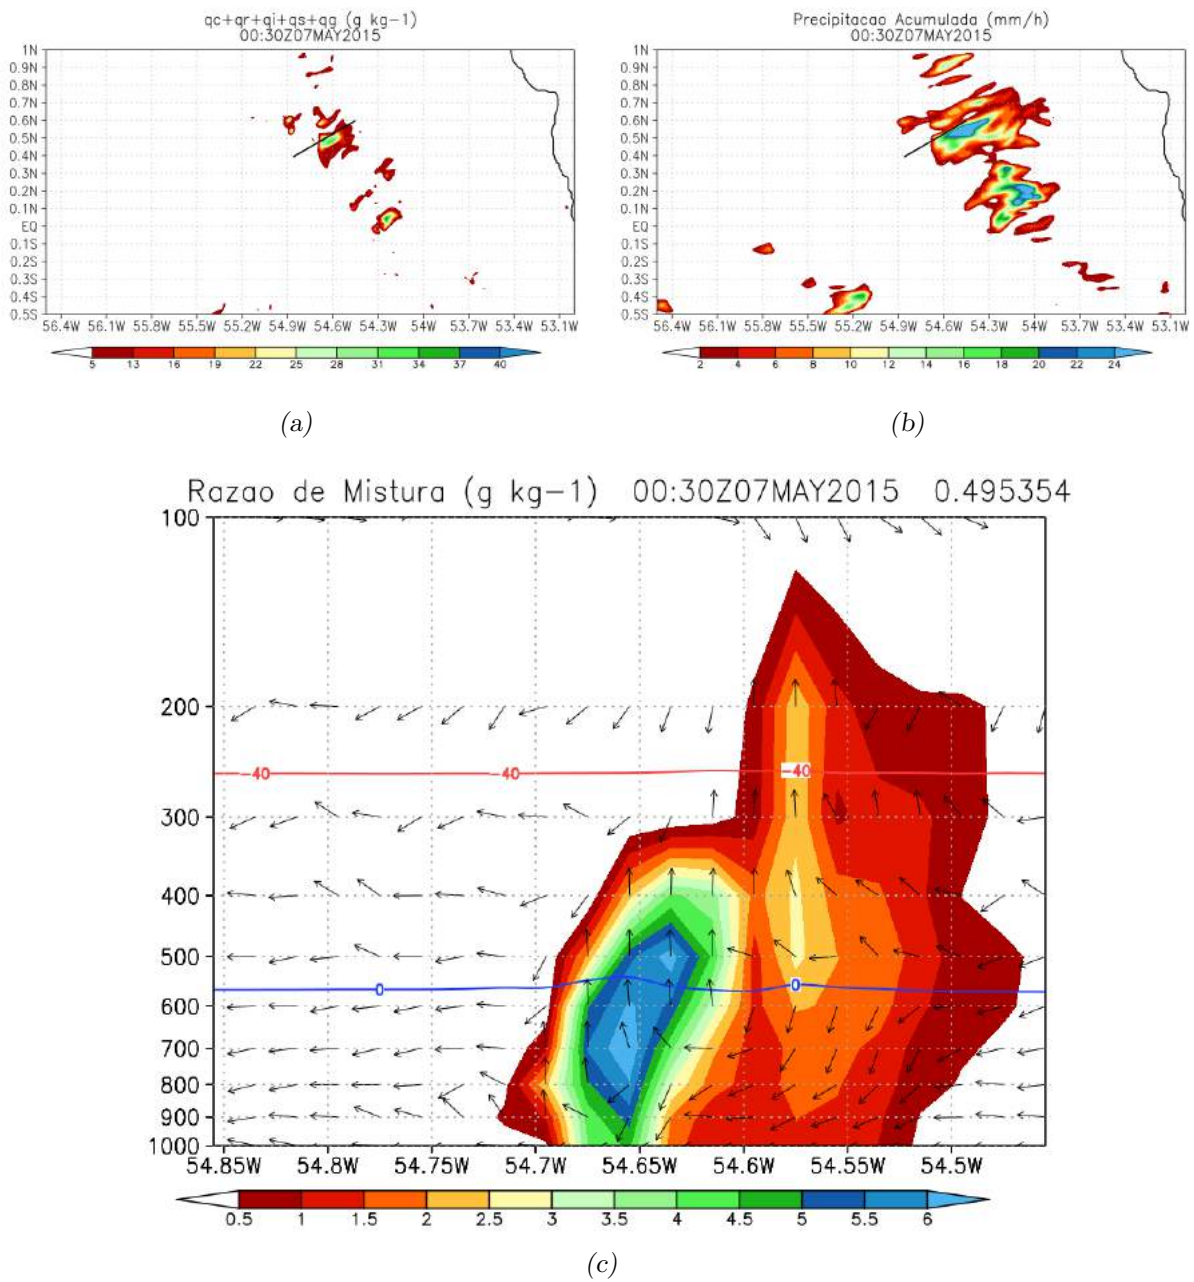 qc+qr+qi+qs+qg (g kg-1)
00:30Z07MAY2015
1N
0.9N
0.8N
0.7N
0.6N
0.5N
0.4N
0.3N
0.2N
0.1N
EQ
0.1S
0.2S
0.3S
0.4S
0.5S
56.4W 56.1W 55.8W 55.5W 55.2W 54.9W 54.6W 54.3W 54W 53.7W 53.4W 53.1W
5 13 16 19 22 25 28 31 34 37 40
(a)
Precipitacao Acumulada (mm/h)
00:30Z07MAY2015
1N
0.9N
0.8N
0.7N
0.6N
0.5N
0.4N
0.3N
0.2N
0.1N
EQ
0.1S
0.2S
0.3S
0.4S
0.5S
56.4W 56.1W 55.8W 55.5W 55.2W 54.9W 54.6W 54.3W 54W 53.7W 53.4W 53.1W
2 4 6 8 10 12 14 16 18 20 22 24
(b)
Razao de Mistura (g kg-1) 00:30Z07MAY2015 0.495354
100
200
-40 -40 -40
300
400
500
0 0
600
700
800
900
1000
54.85W 54.8W 54.75W 54.7W 54.65W 54.6W 54.55W 54.5W
0.5 1 1.5 2 2.5 3 3.5 4 4.5 5 5.5 6
(c)